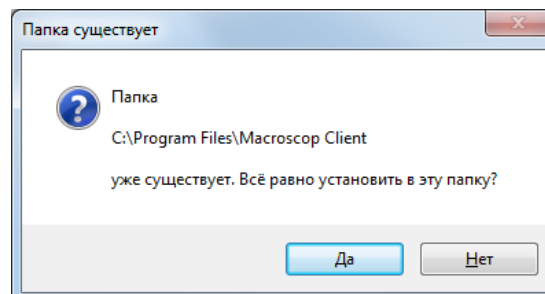 Папка существует
Папка
C:\Program Files\Macroscop Client
уже существует. Всё равно установить в эту папку?
Да
Нет